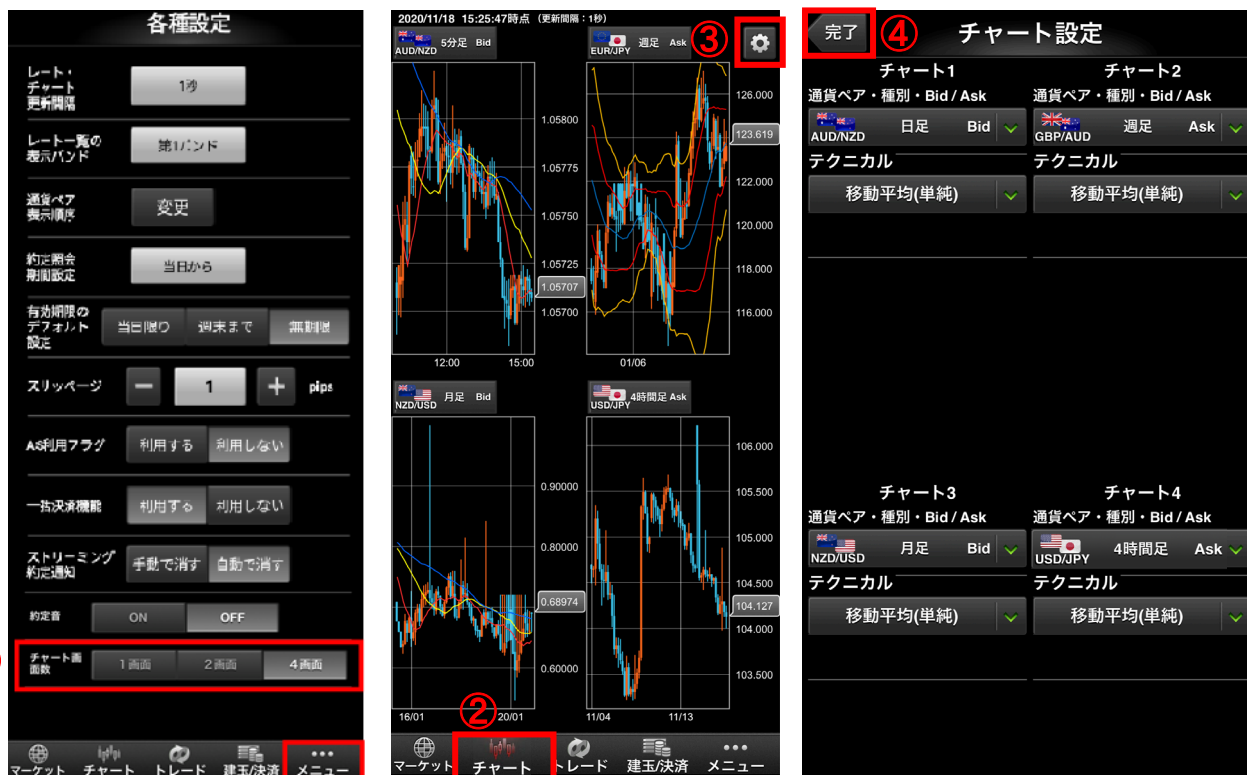 各種設定
レート・
チャート
更新間隔
1秒
レート一覧の
表示バンド
第1バンド
通貨ペア
表示順序
変更
約定照会
期間設定
当日から
有効期限の
デフォルト
設定
当日限り 週末まで 無期限
スリッページ
1 pips
AS利用フラグ
利用する 利用しない
一括決済機能
利用する 利用しない
ストリーミング
約定通知
手動で消す 自動で消す
約定音
ON OFF
チャート画
面数
1画面 2画面 4画面
マーケット チャート トレード 建玉/決済 メニュー
2020/11/18 15:25:47時点 (更新間隔:1秒)
AUD/NZD 5分足 Bid
1.05800
1.05775
1.05750
1.05725
1.05707
1.05700
12:00 15:00
EUR/JPY 週足 Ask
③
126.000
123.619
122.000
120.000
118.000
116.000
01/06
NZD/USD 月足 Bid
0.90000
0.80000
0.68974
0.60000
16/01 20/01
USD/JPY 4時間足 Ask
106.000
105.500
105.000
104.500
104.127
104.000
103.500
11/04 11/13
②
マーケット チャート トレード 建玉/決済 メニュー
完了
④
チャート設定
チャート1
通貨ペア・種別・Bid / Ask
AUD/NZD 日足 Bid
テクニカル
移動平均(単純)
チャート2
通貨ペア・種別・Bid / Ask
GBP/AUD 週足 Ask
テクニカル
移動平均(単純)
チャート3
通貨ペア・種別・Bid / Ask
NZD/USD 月足 Bid
テクニカル
移動平均(単純)
チャート4
通貨ペア・種別・Bid / Ask
USD/JPY 4時間足 Ask
テクニカル
移動平均(単純)